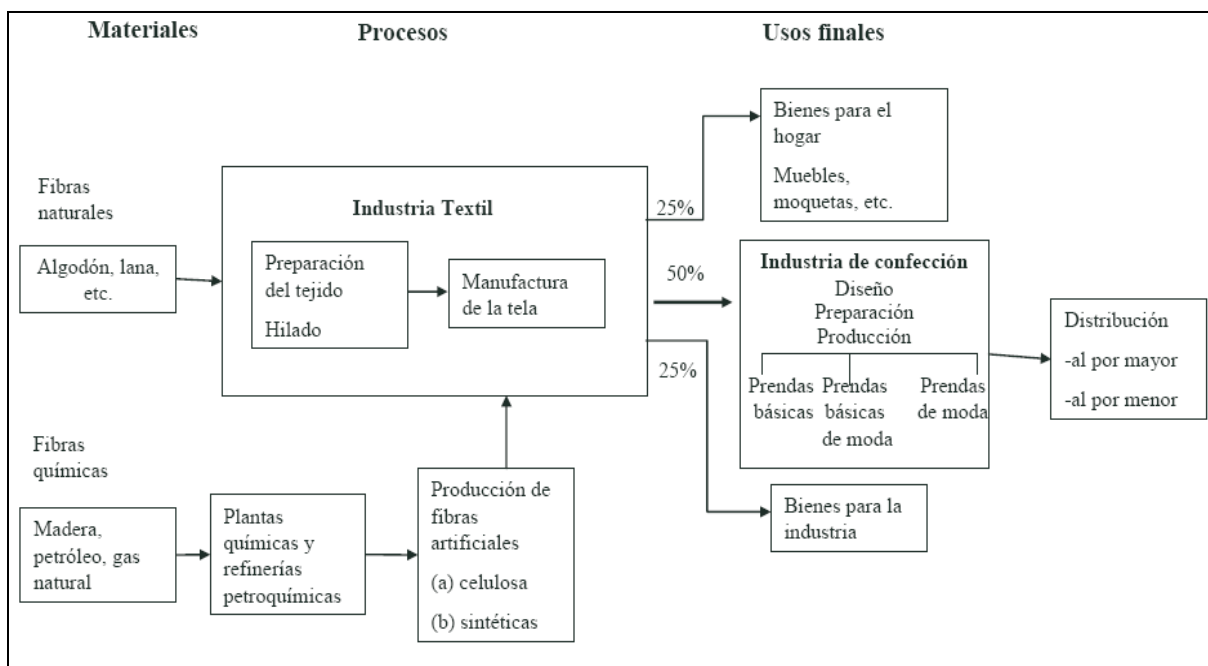 Materiales
Procesos
Usos finales
Fibras
naturales
Algodón, lana,
etc.
Industria Textil
Preparación
del tejido
Hilado
Manufactura
de la tela
25%
50%
25%
Bienes para el
hogar
Muebles,
moquetas, etc.
Industria de confección
Diseño
Preparación
Producción
Prendas
básicas
Prendas
básicas
de moda
Prendas
de moda
Distribución
-al por mayor
-al por menor
Bienes para la
industria
Fibras
químicas
Madera,
petróleo, gas
natural
Plantas
químicas y
refinerías
petroquímicas
Producción de
fibras
artificiales
(a) celulosa
(b) sintéticas